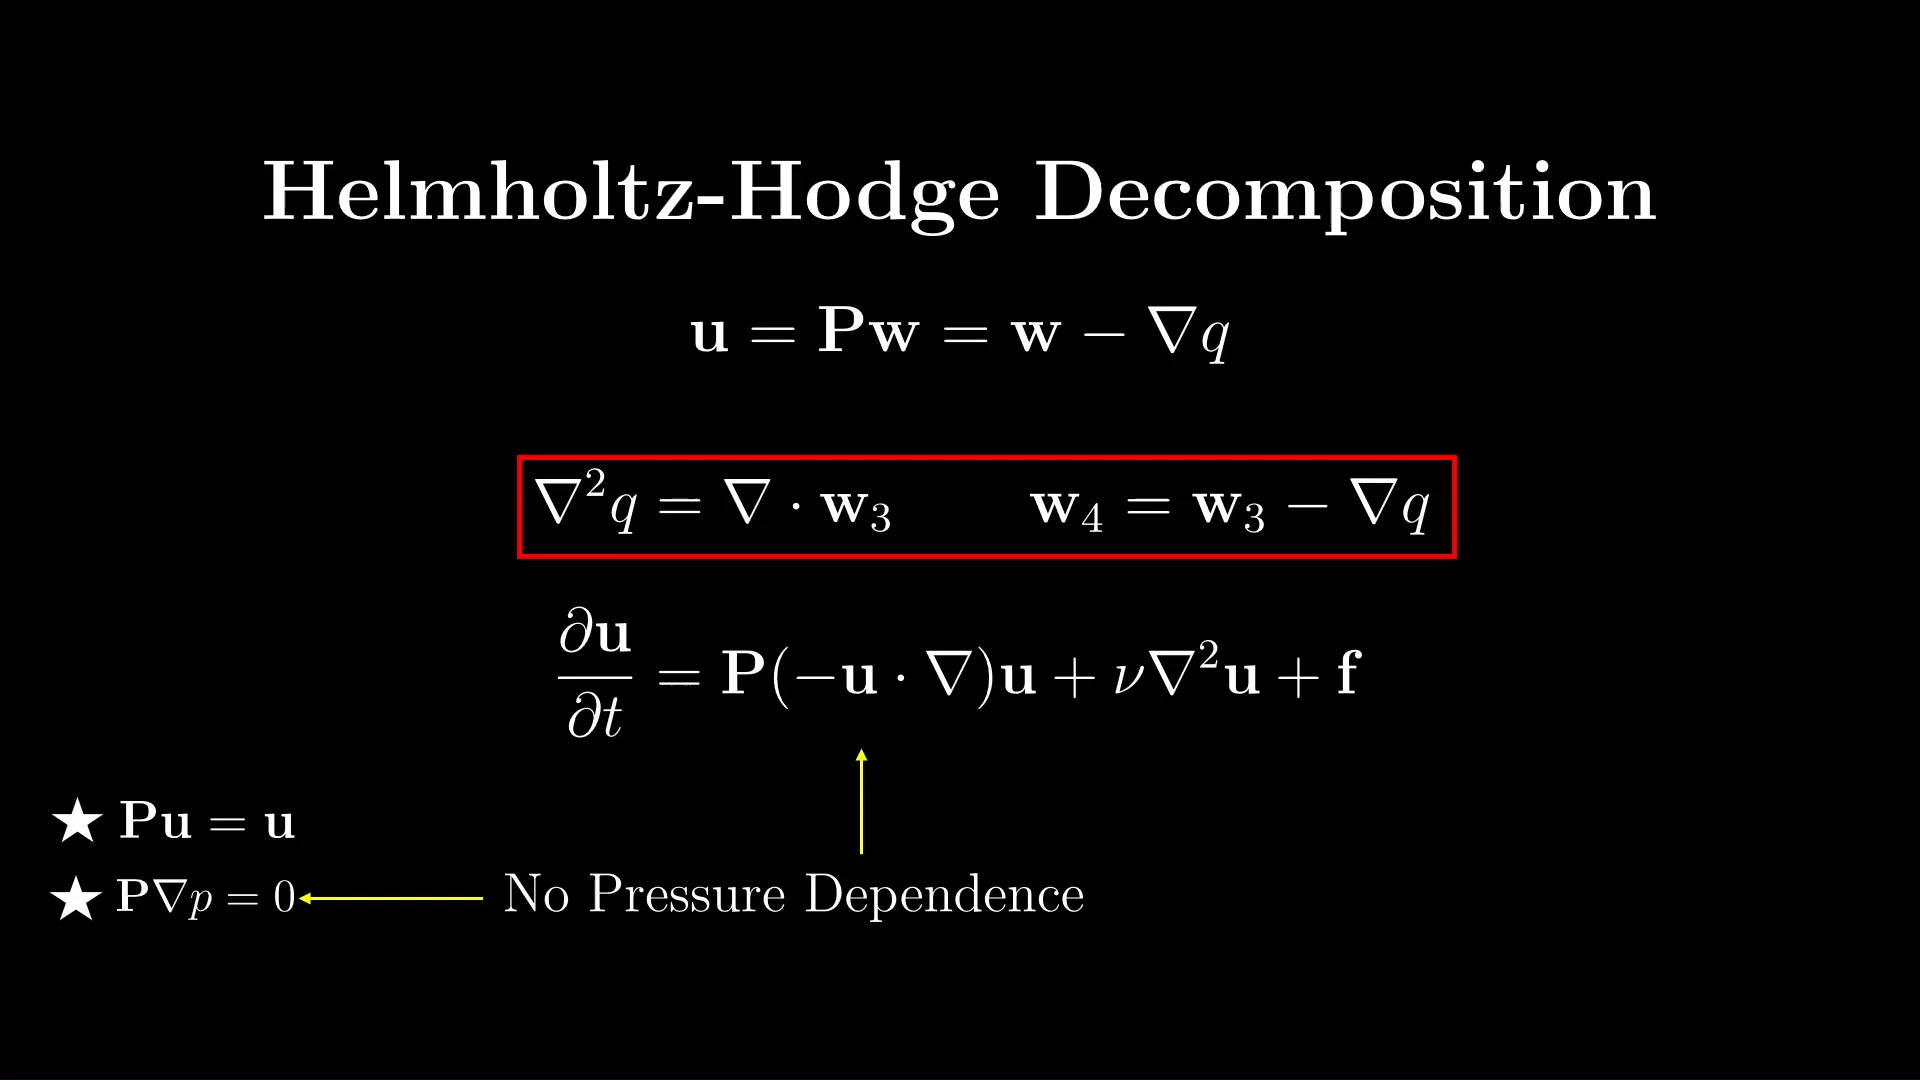 Helmholtz-Hodge Decomposition
u = Pw = w − ∇q
∇²q = ∇ · w₃ w₄ = w₃ − ∇q
∂u/∂t = P(−u · ∇)u + ν∇²u + f
★ Pu = u
★ P∇p = 0 No Pressure Dependence